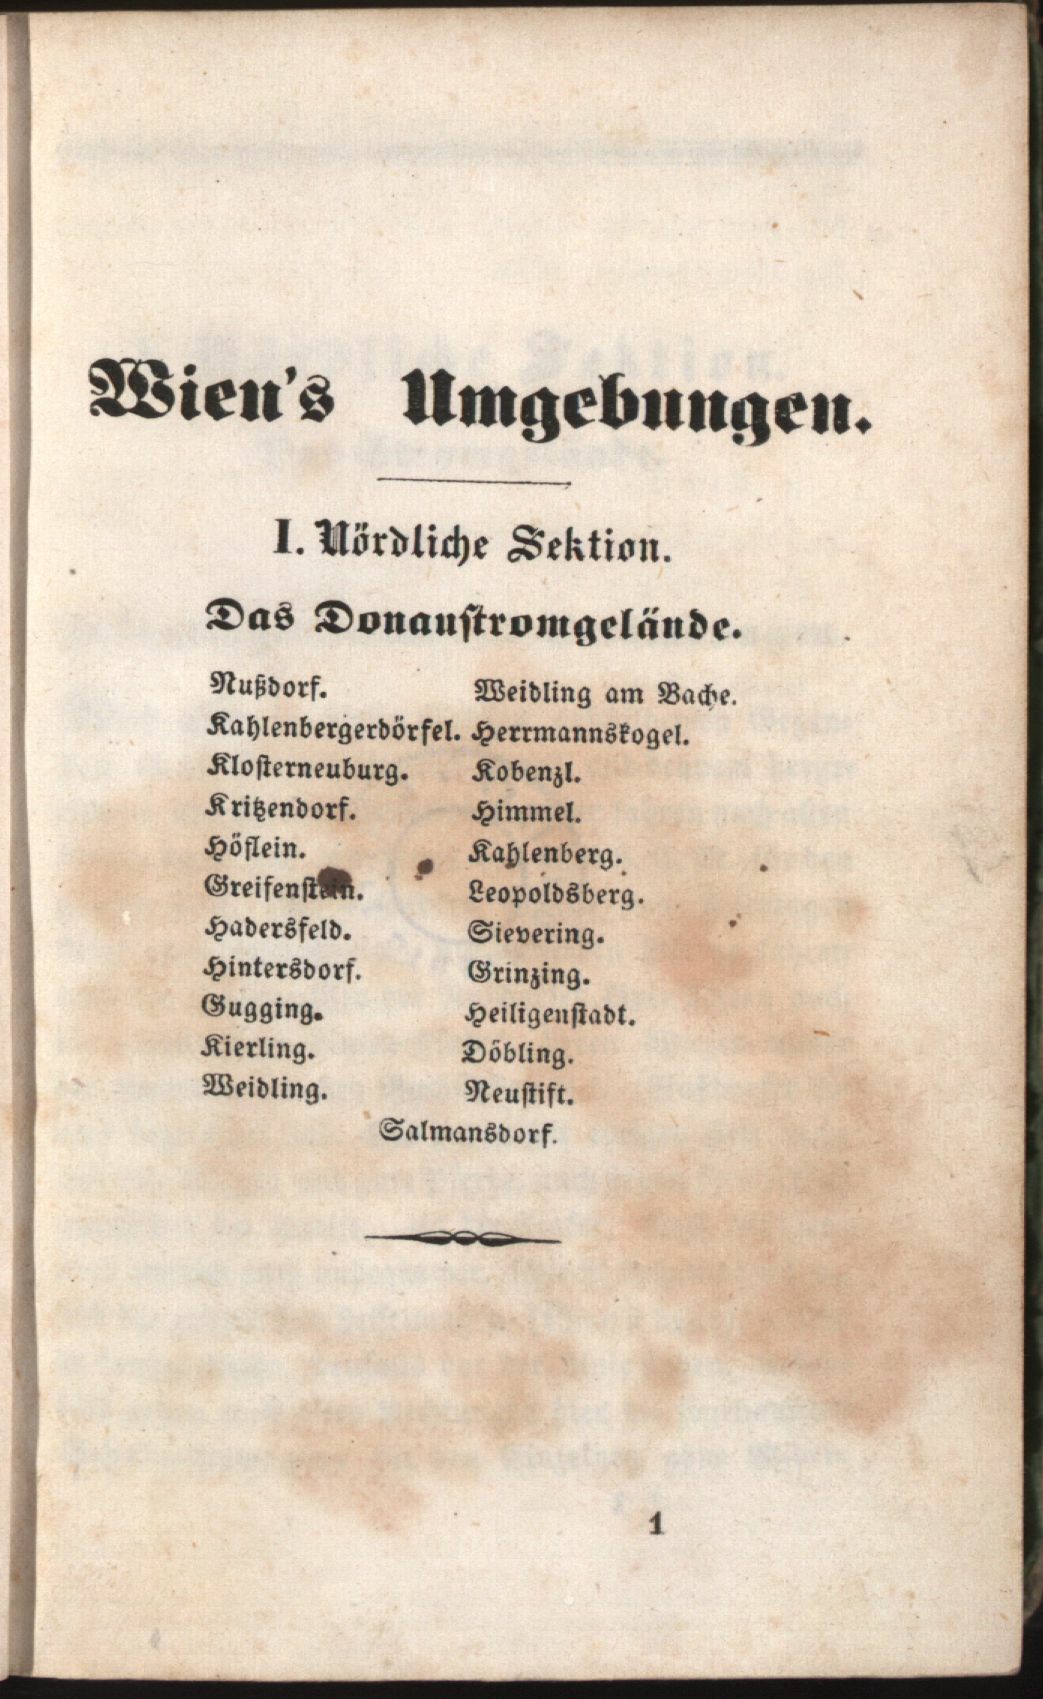 Wien's Umgebungen.
I. Nördliche Sektion.
Das Donaustromgelände.
Nußdorf.
Kahlenbergerdörfel.
Klosterneuburg.
Kritzendorf.
Höflein.
Greifenstein.
Hadersfeld.
Hintersdorf.
Gugging.
Kierling.
Weidling.
Weidling am Bache.
Herrmannskogel.
Kobenzl.
Himmel.
Kahlenberg.
Leopoldsberg.
Sievering.
Grinzing.
Heiligenstadt.
Döbling.
Neustift.
Salmansdorf.
1